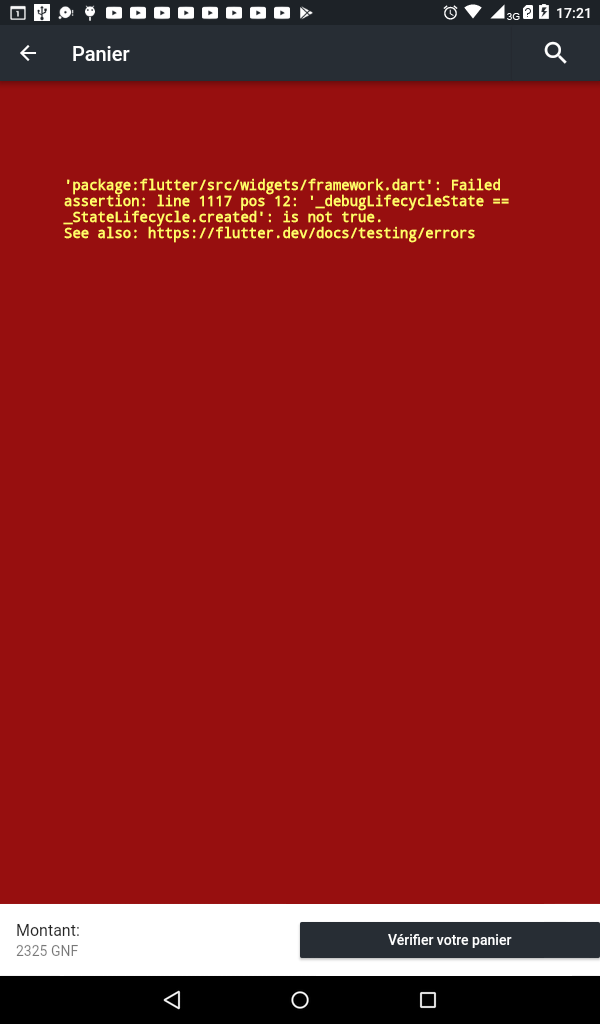 1
3G
17:21
Panier
'package:flutter/src/widgets/framework.dart': Failed
assertion: line 1117 pos 12: '_debugLifecycleState ==
_StateLifecycle.created': is not true.
See also: https://flutter.dev/docs/testing/errors
Montant:
2325 GNF
Vérifier votre panier